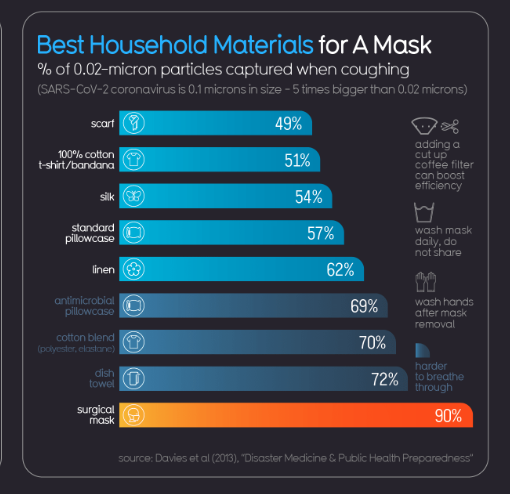 Best Household Materials for A Mask
% of 0.02-micron particles captured when coughing
(SARS-CoV-2 coronavirus is 0.1 microns in size - 5 times bigger than 0.02 microns)
scarf
49%
100% cotton
t-shirt/bandana
51%
silk
54%
standard
pillowcase
57%
linen
62%
antimicrobial
pillowcase
69%
cotton blend
(polyester, elastane)
70%
dish
towel
72%
surgical
mask
90%
adding a
cut up
coffee filter
can boost
efficiency
wash mask
daily, do
not share
wash hands
after mask
removal
harder
to breathe
through
source: Davies et al (2013), "Disaster Medicine & Public Health Preparedness"